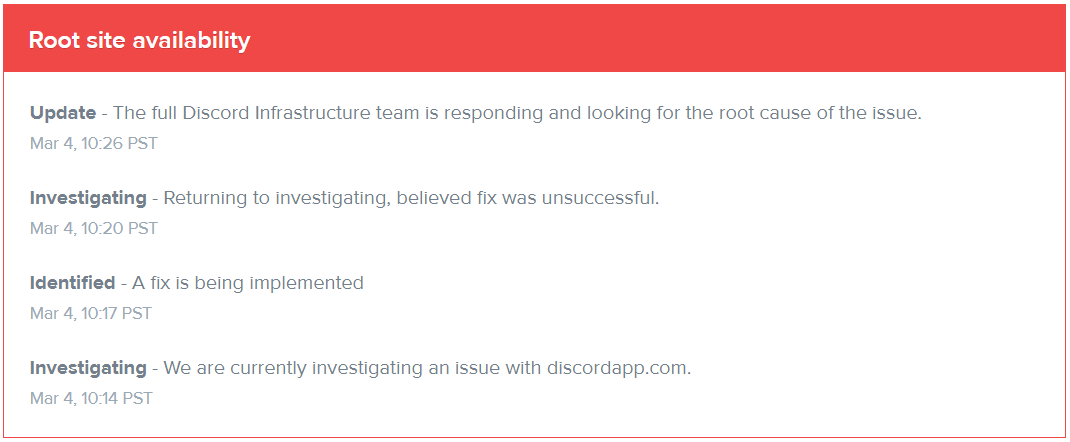 Root site availability
Update - The full Discord Infrastructure team is responding and looking for the root cause of the issue.
Mar 4, 10:26 PST
Investigating - Returning to investigating, believed fix was unsuccessful.
Mar 4, 10:20 PST
Identified - A fix is being implemented
Mar 4, 10:17 PST
Investigating - We are currently investigating an issue with discordapp.com.
Mar 4, 10:14 PST